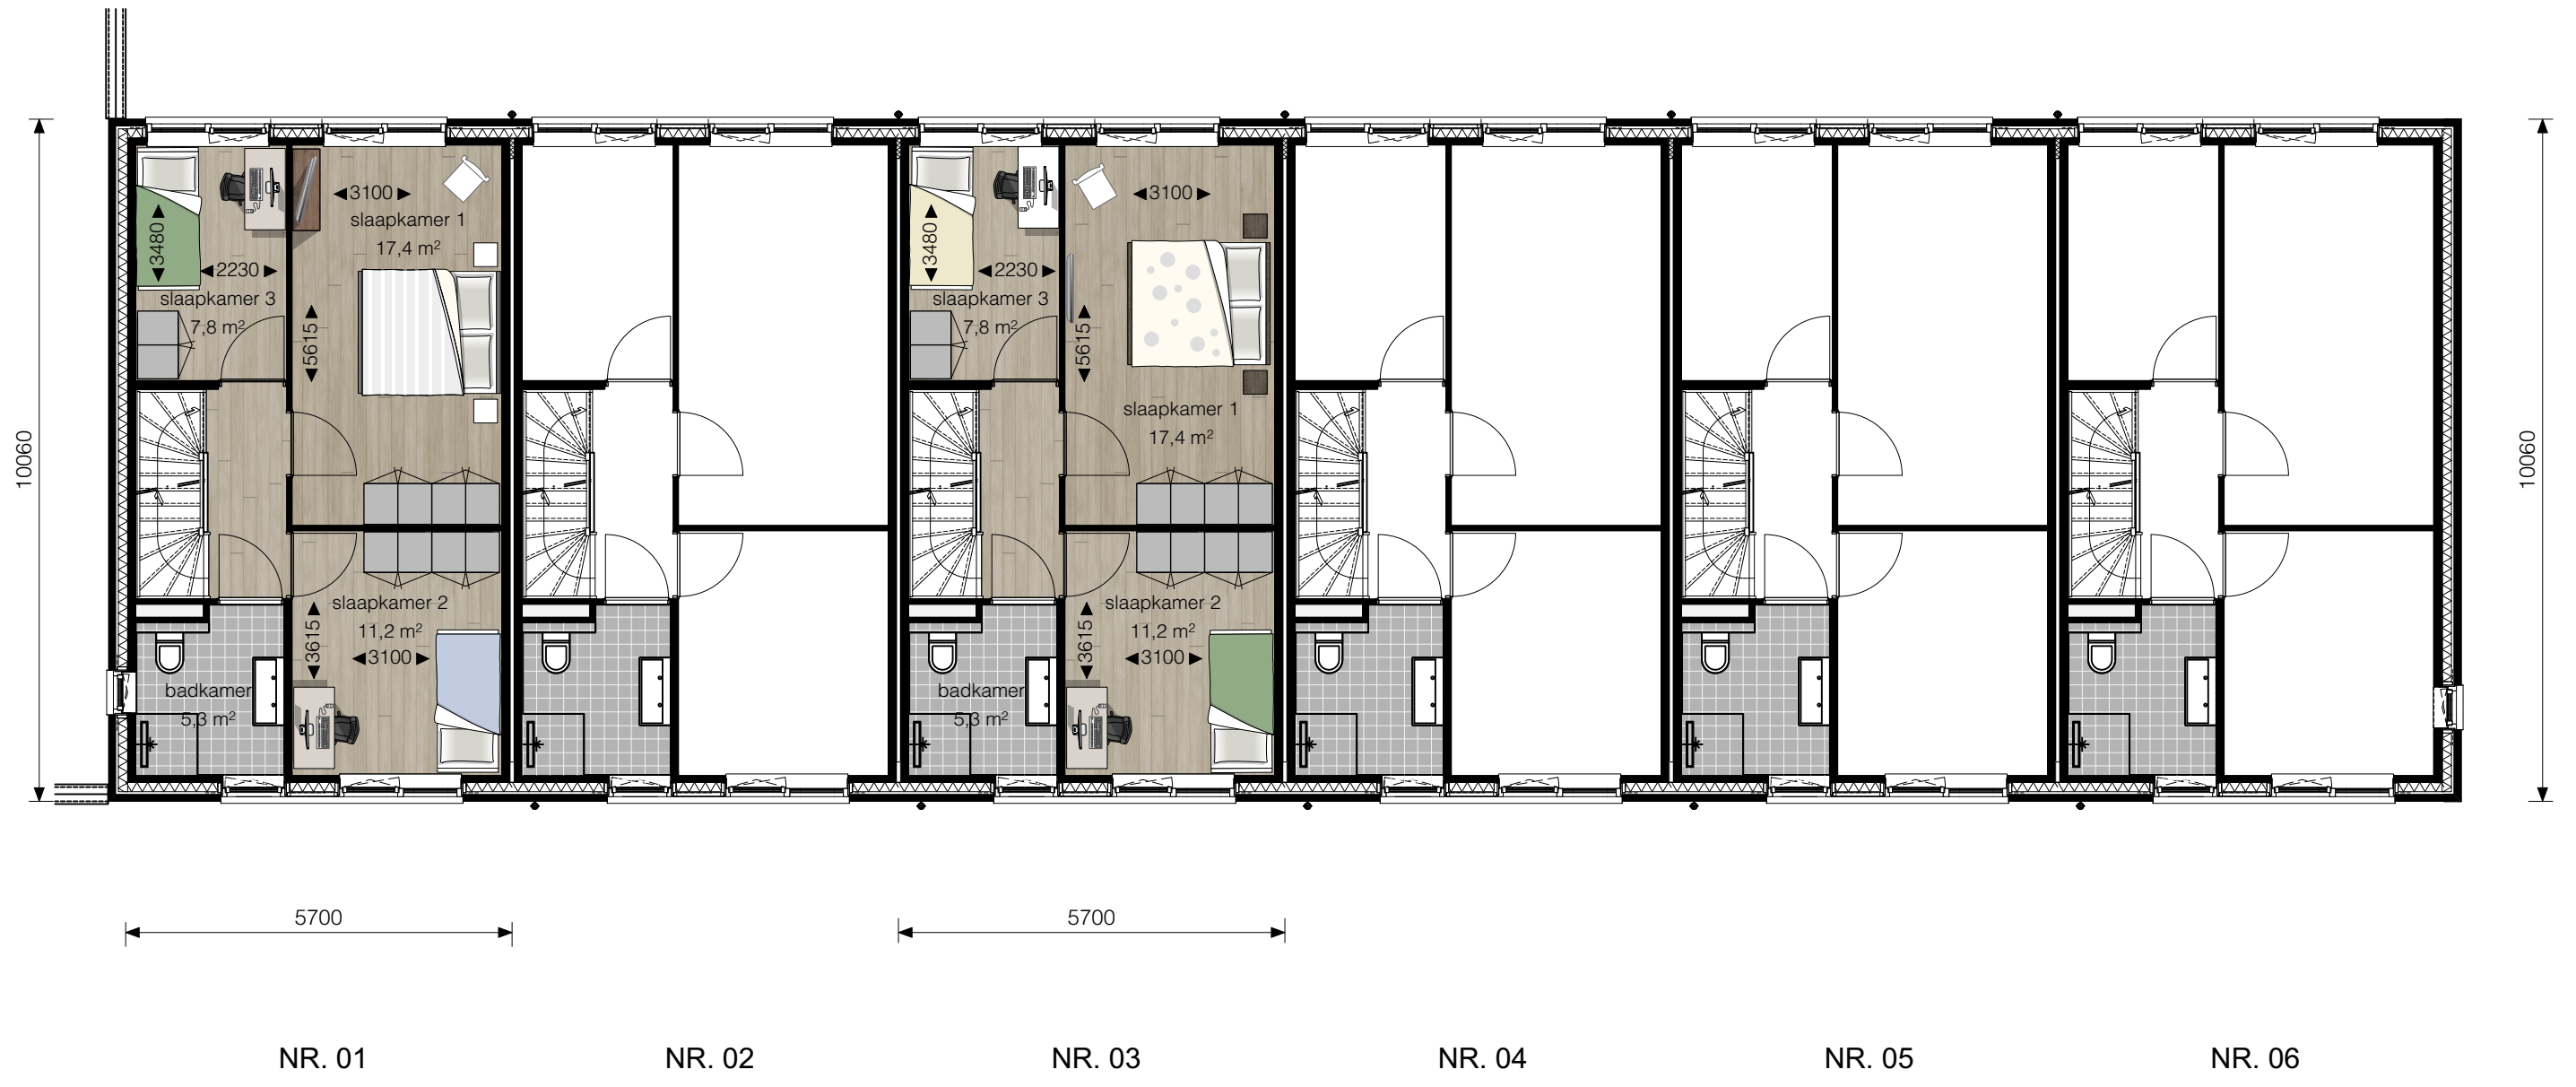 10060
3480
2230
slaapkamer 3
7,8 m²
3100
slaapkamer 1
17,4 m²
5615
slaapkamer 2
11,2 m²
3615
3100
badkamer
5,3 m²
3480
2230
slaapkamer 3
7,8 m²
3100
5615
slaapkamer 1
17,4 m²
slaapkamer 2
11,2 m²
3615
3100
badkamer
5,3 m²
10060
5700
5700
NR. 01
NR. 02
NR. 03
NR. 04
NR. 05
NR. 06